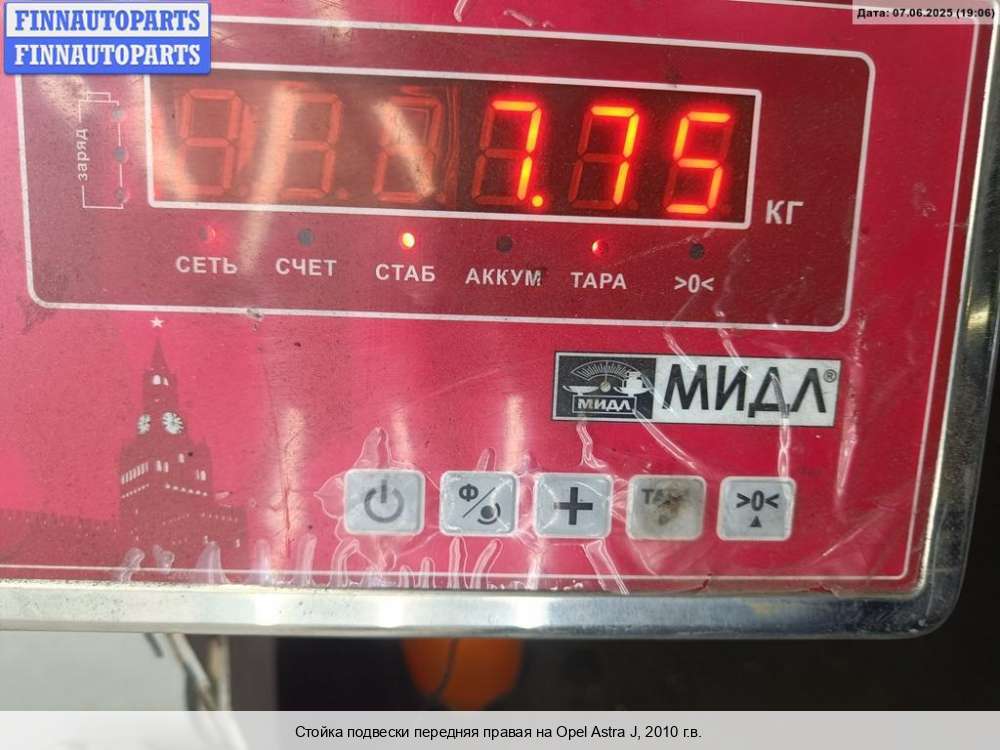 FINNAUTOPARTS
FINNAUTOPARTS
Дата: 07.06.2025 (19:06)
заряд
7.75
кг
СЕТЬ СЧЕТ СТАБ АККУМ ТАРА >0<
МИДЛ МИДЛ®
Ф >0<
Стойка подвески передняя правая на Opel Astra J, 2010 г.в.